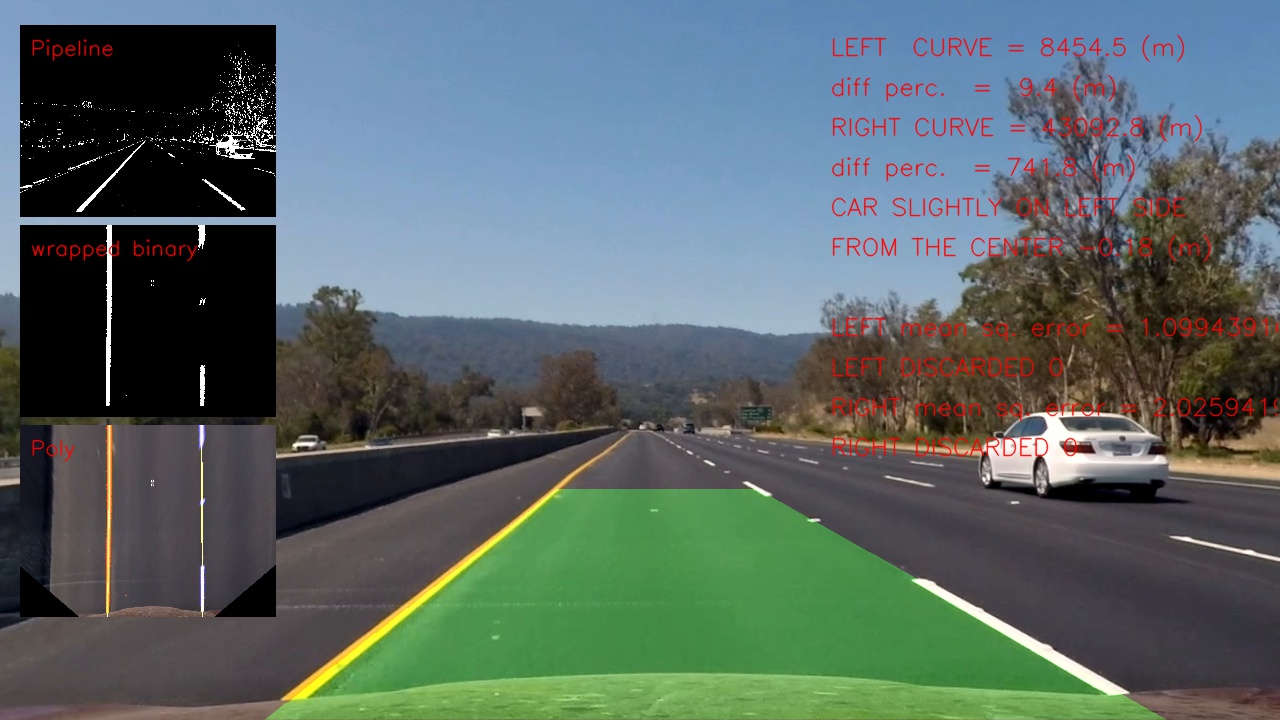 Pipeline
wrapped binary
Poly
LEFT CURVE = 8454.5 (m)
diff perc. = 9.4 (m)
RIGHT CURVE = 43092.8 (m)
diff perc. = 741.8 (m)
CAR SLIGHTLY ON LEFT SIDE
FROM THE CENTER -0.18 (m)
LEFT mean sq. error = 1.0994391
LEFT DISCARDED 0
RIGHT mean sq. error = 2.025941
RIGHT DISCARDED 0